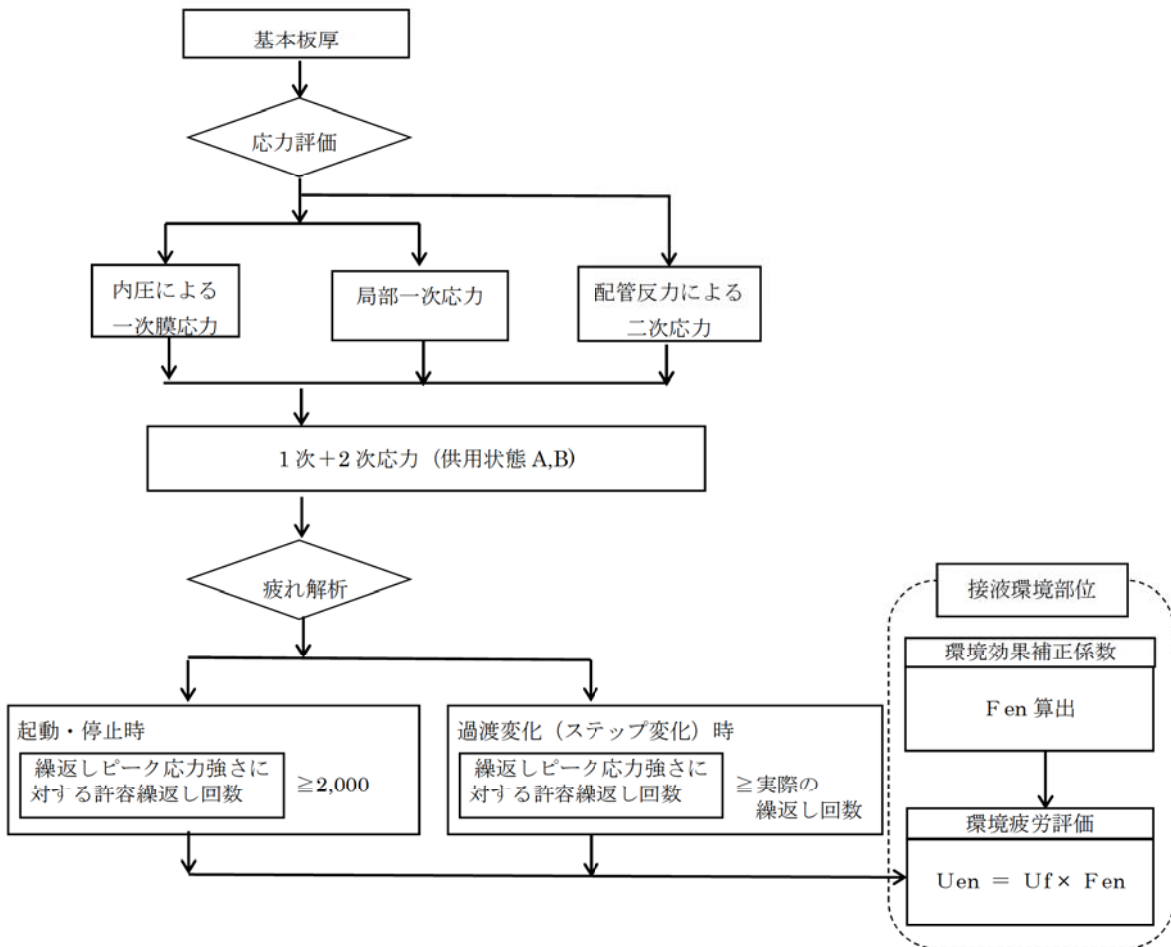 基本板厚
応力評価
内圧による
一次膜応力
局部一次応力
配管反力による
二次応力
1次＋2次応力（供用状態 A,B)
疲れ解析
起動・停止時
繰返しピーク応力強さに
対する許容繰返し回数
≧2,000
過渡変化（ステップ変化）時
繰返しピーク応力強さに
対する許容繰返し回数
≧実際の
繰返し回数
接液環境部位
環境効果補正係数
Fen 算出
環境疲労評価
Uen ＝ Uf× Fen